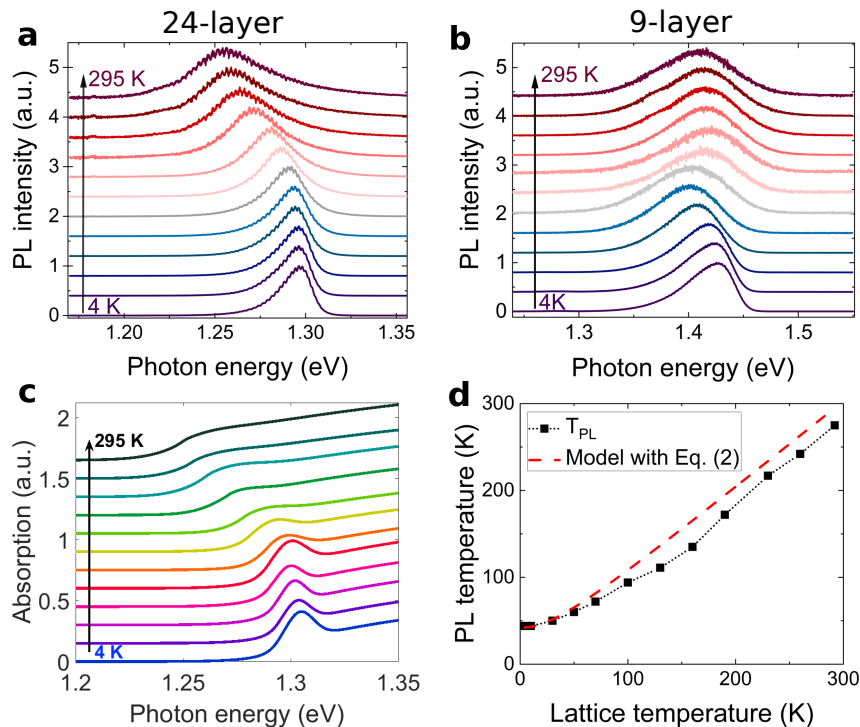 24-layer
9-layer
a
b
295 K
295 K
PL intensity (a.u.)
PL intensity (a.u.)
5
4
3
2
1
0
5
4
3
2
1
0
4 K
4K
1.20
1.25
1.30
1.35
1.3
1.4
1.5
Photon energy (eV)
Photon energy (eV)
c
d
2
1.5
1
0.5
0
295 K
4 K
Absorption (a.u.)
1.2
1.25
1.3
1.35
Photon energy (eV)
300
200
100
0
T_PL
Model with Eq. (2)
PL temperature (K)
0
100
200
300
Lattice temperature (K)